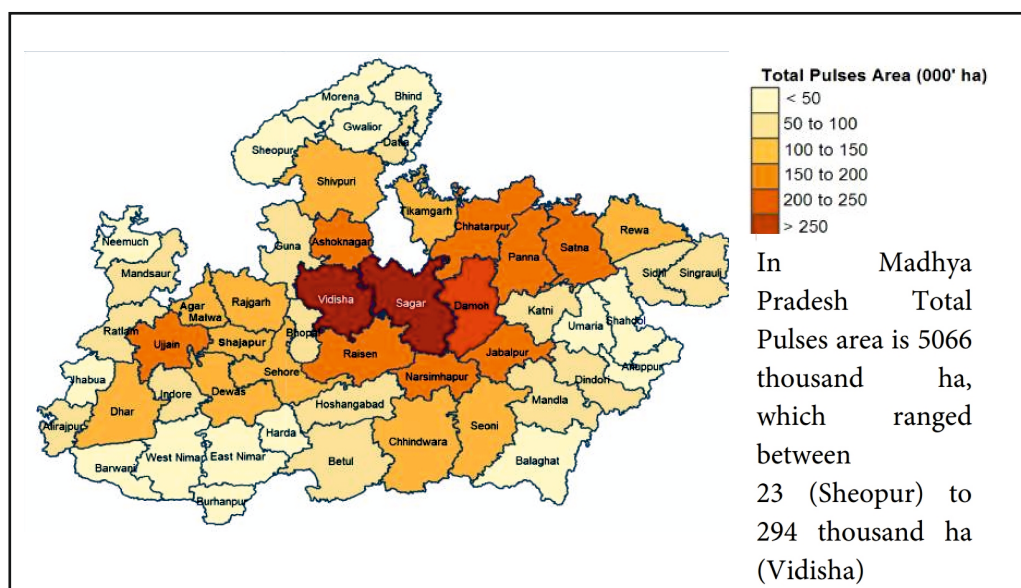 Total Pulses Area (000' ha)
< 50
50 to 100
100 to 150
150 to 200
200 to 250
> 250
Morena
Bhind
Gwalior
Datia
Sheopur
Shivpuri
Tikamgarh
Chhatarpur
Rewa
Neemuch
Guna
Ashoknagar
Panna
Satna
Mandsaur
Sidhi
Singrauli
Vidisha
Sagar
Damoh
Agar
Malwa
Rajgarh
Katni
Umaria
Shahdol
Ratlam
Ujjain
Shajapur
Bhopal
Raisen
Jabalpur
Anuppur
Jhabua
Sehore
Narsimhapur
Dindori
Indore
Dewas
Hoshangabad
Mandla
Alirajpur
Dhar
Harda
Chhindwara
Seoni
Barwani
West Nimar
East Nimar
Betul
Balaghat
Burhanpur
In Madhya
Pradesh Total
Pulses area is 5066
thousand ha,
which ranged
between
23 (Sheopur) to
294 thousand ha
(Vidisha)